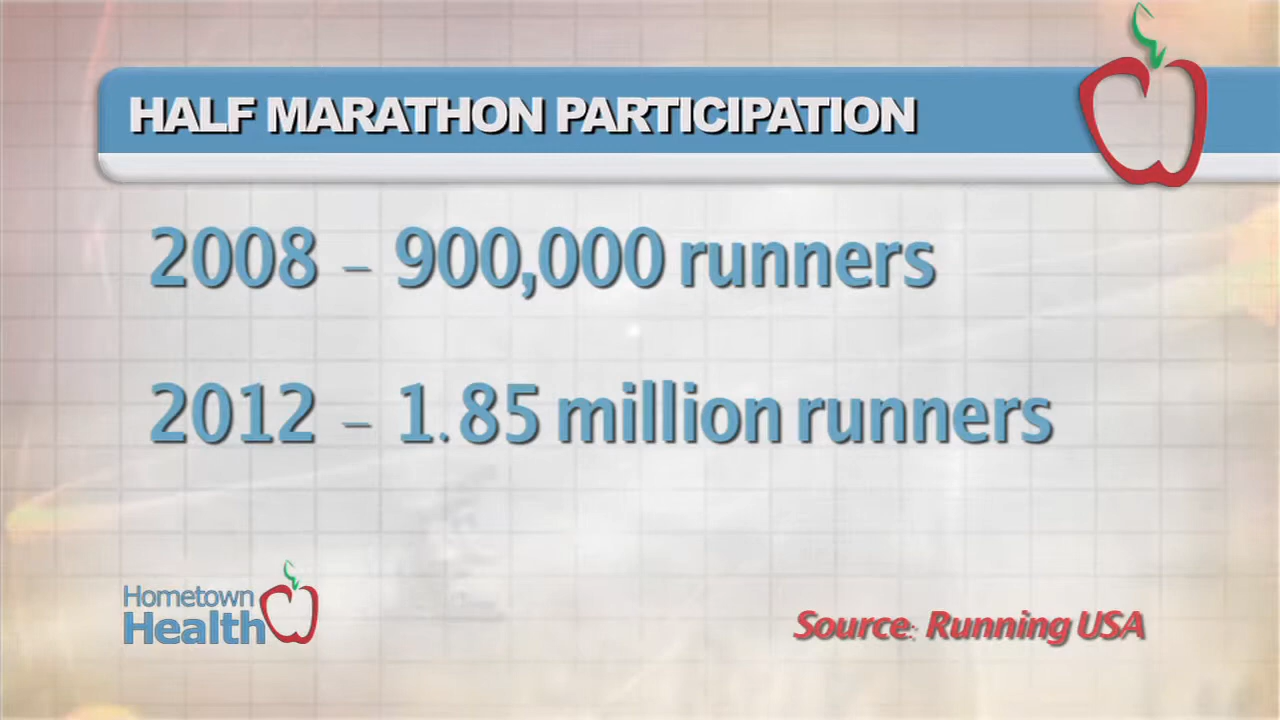 HALF MARATHON PARTICIPATION
2008 - 900,000 runners
2012 - 1.85 million runners
Hometown
Health
Source: Running USA